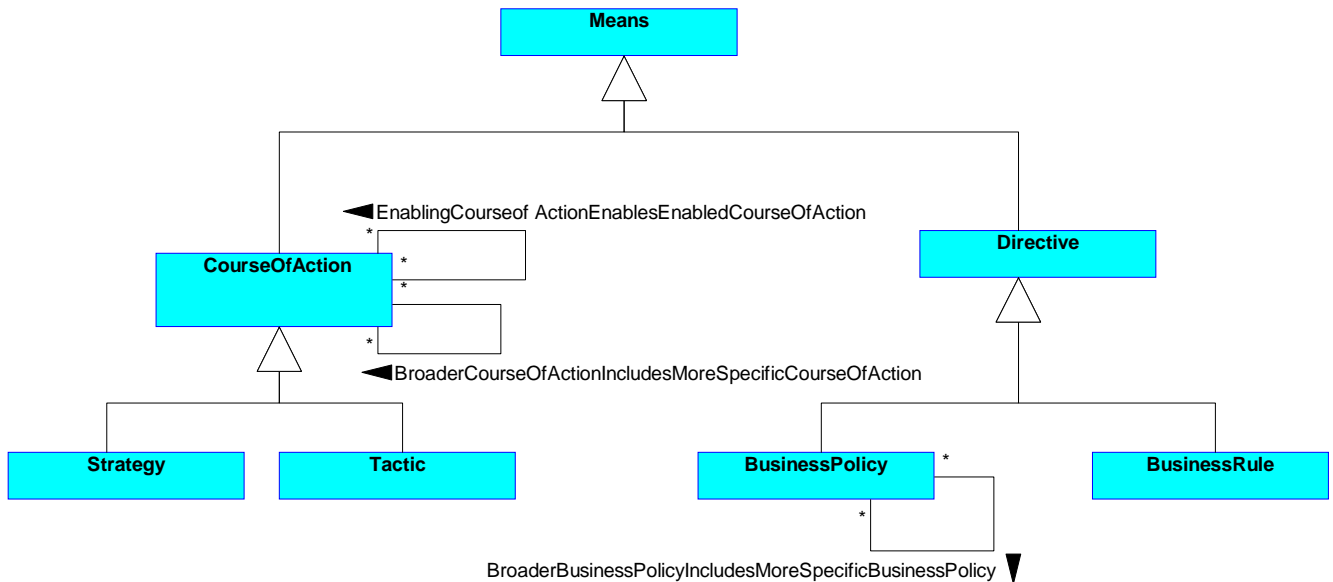 Means
EnablingCourseof ActionEnablesEnabledCourseOfAction
*
Directive
CourseOfAction
*
*
*
BroaderCourseOfActionIncludesMoreSpecificCourseOfAction
Strategy
Tactic
BusinessPolicy
*
BusinessRule
*
BroaderBusinessPolicyIncludesMoreSpecificBusinessPolicy